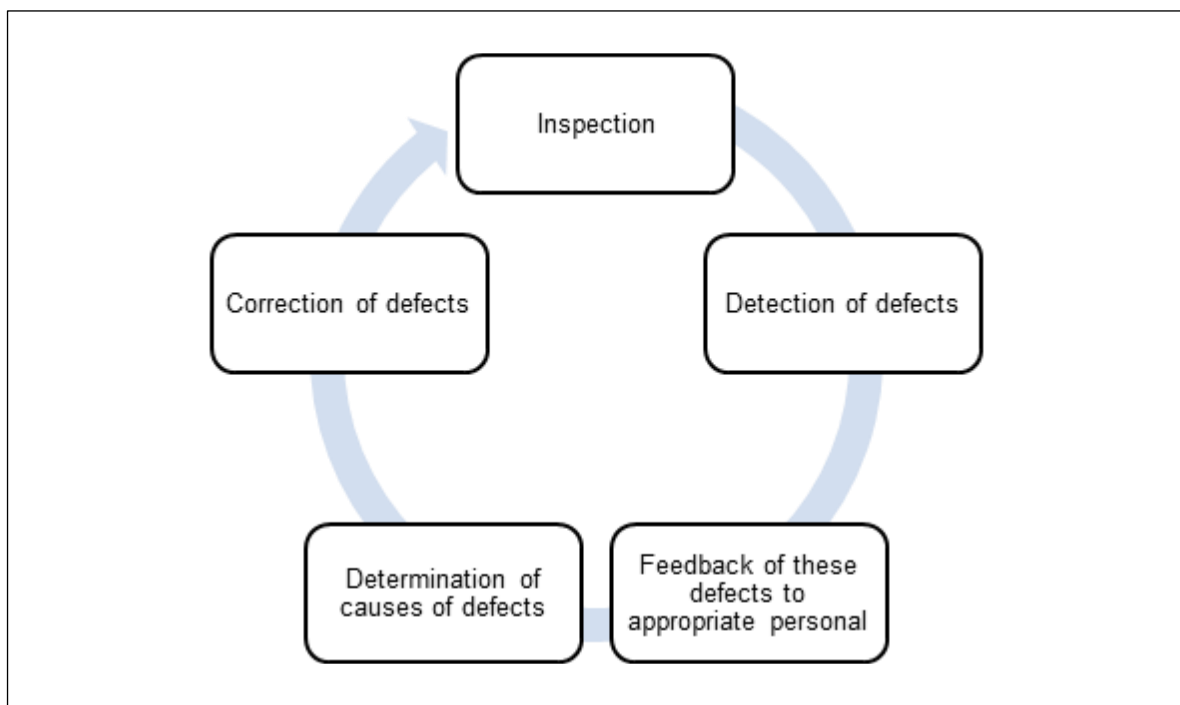 Inspection
Correction of defects
Detection of defects
Determination of
causes of defects
Feedback of these
defects to
appropriate personal